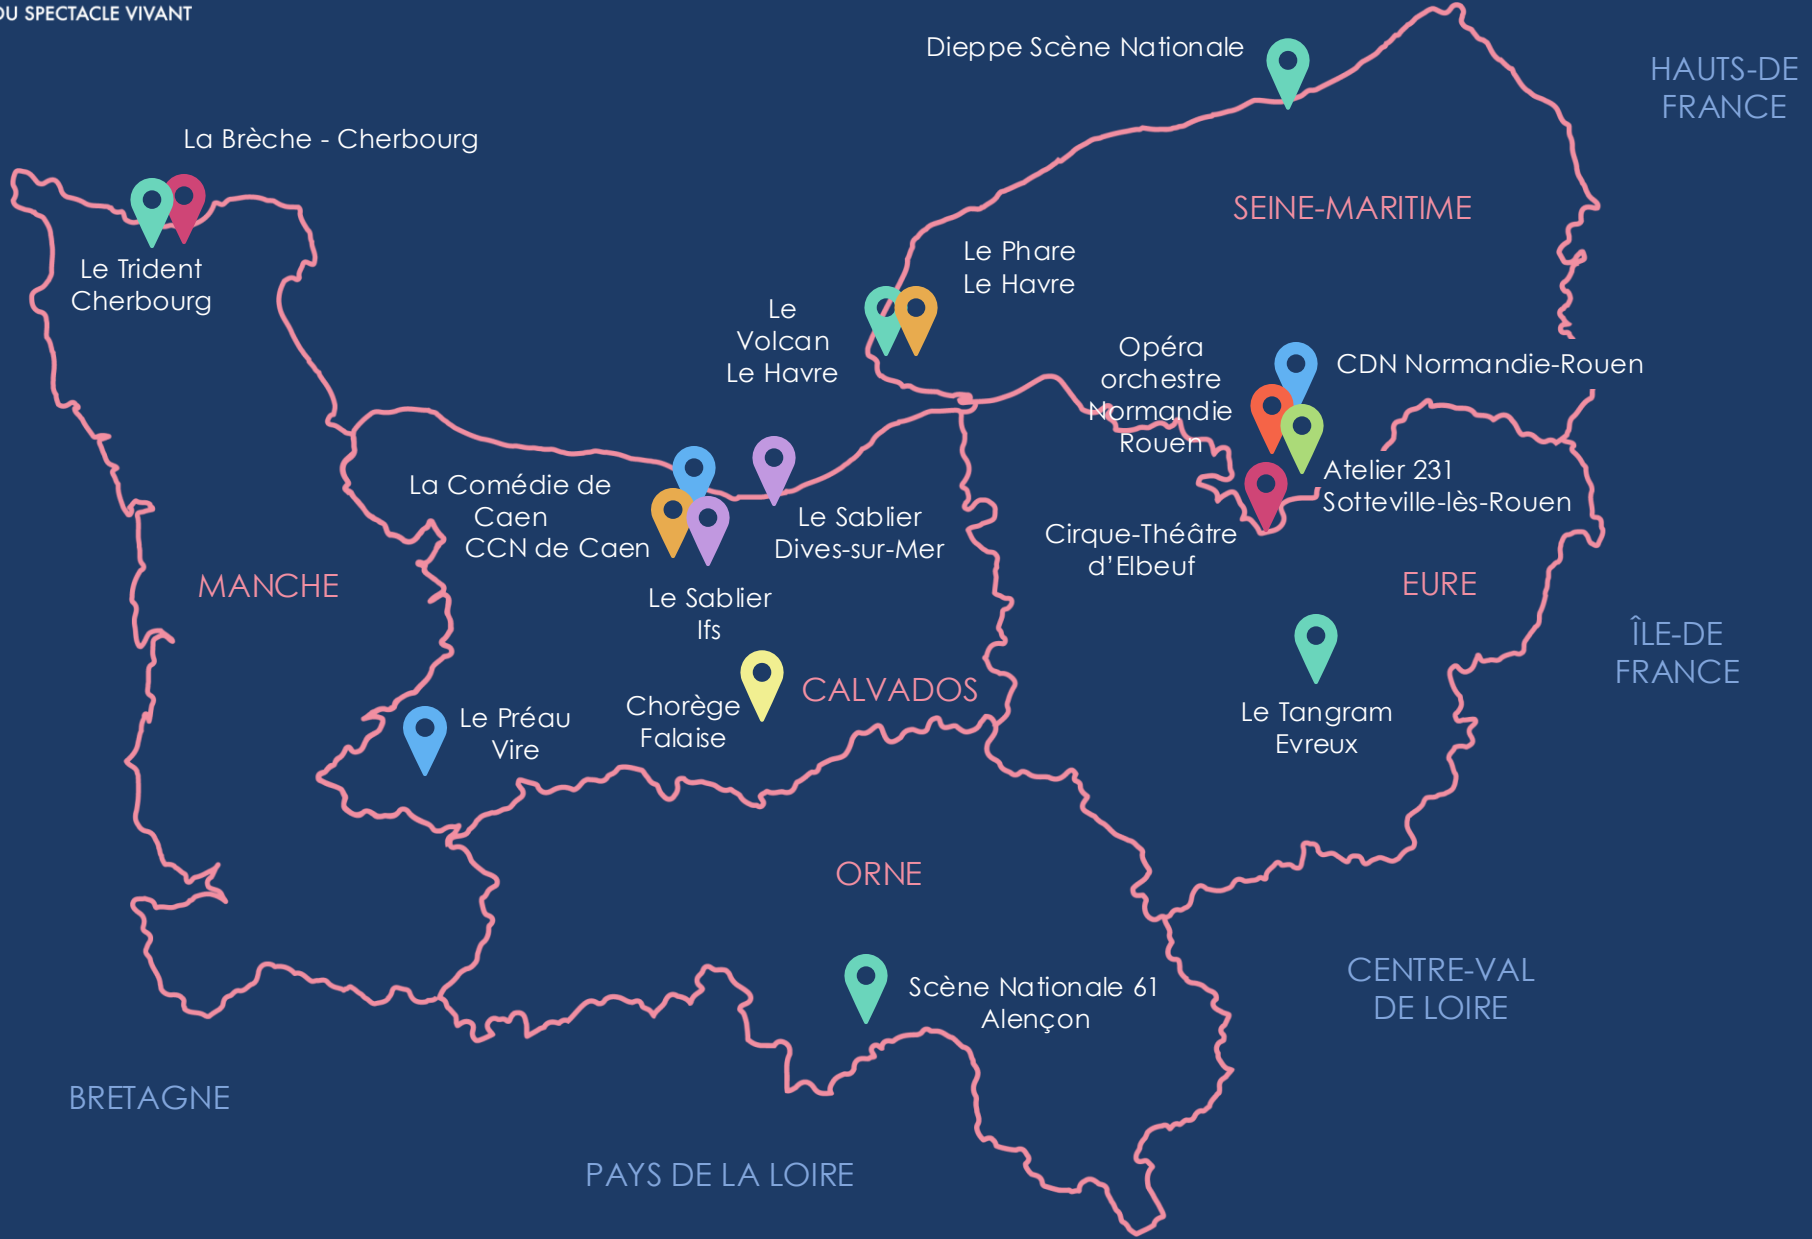 DU SPECTACLE VIVANT
Dieppe Scène Nationale
HAUTS-DE
FRANCE
La Brèche - Cherbourg
SEINE-MARITIME
Le Trident
Cherbourg
Le Phare
Le Havre
Le
Volcan
Le Havre
Opéra
orchestre
Normandie
Rouen
CDN Normandie-Rouen
Atelier 231
Sotteville-lès-Rouen
La Comédie de
Caen
CCN de Caen
Le Sablier
Dives-sur-Mer
Cirque-Théâtre
d'Elbeuf
MANCHE
EURE
Le Sablier
Ifs
ÎLE-DE
FRANCE
CALVADOS
Chorège
Falaise
Le Préau
Vire
Le Tangram
Evreux
ORNE
Scène Nationale 61
Alençon
CENTRE-VAL
DE LOIRE
BRETAGNE
PAYS DE LA LOIRE